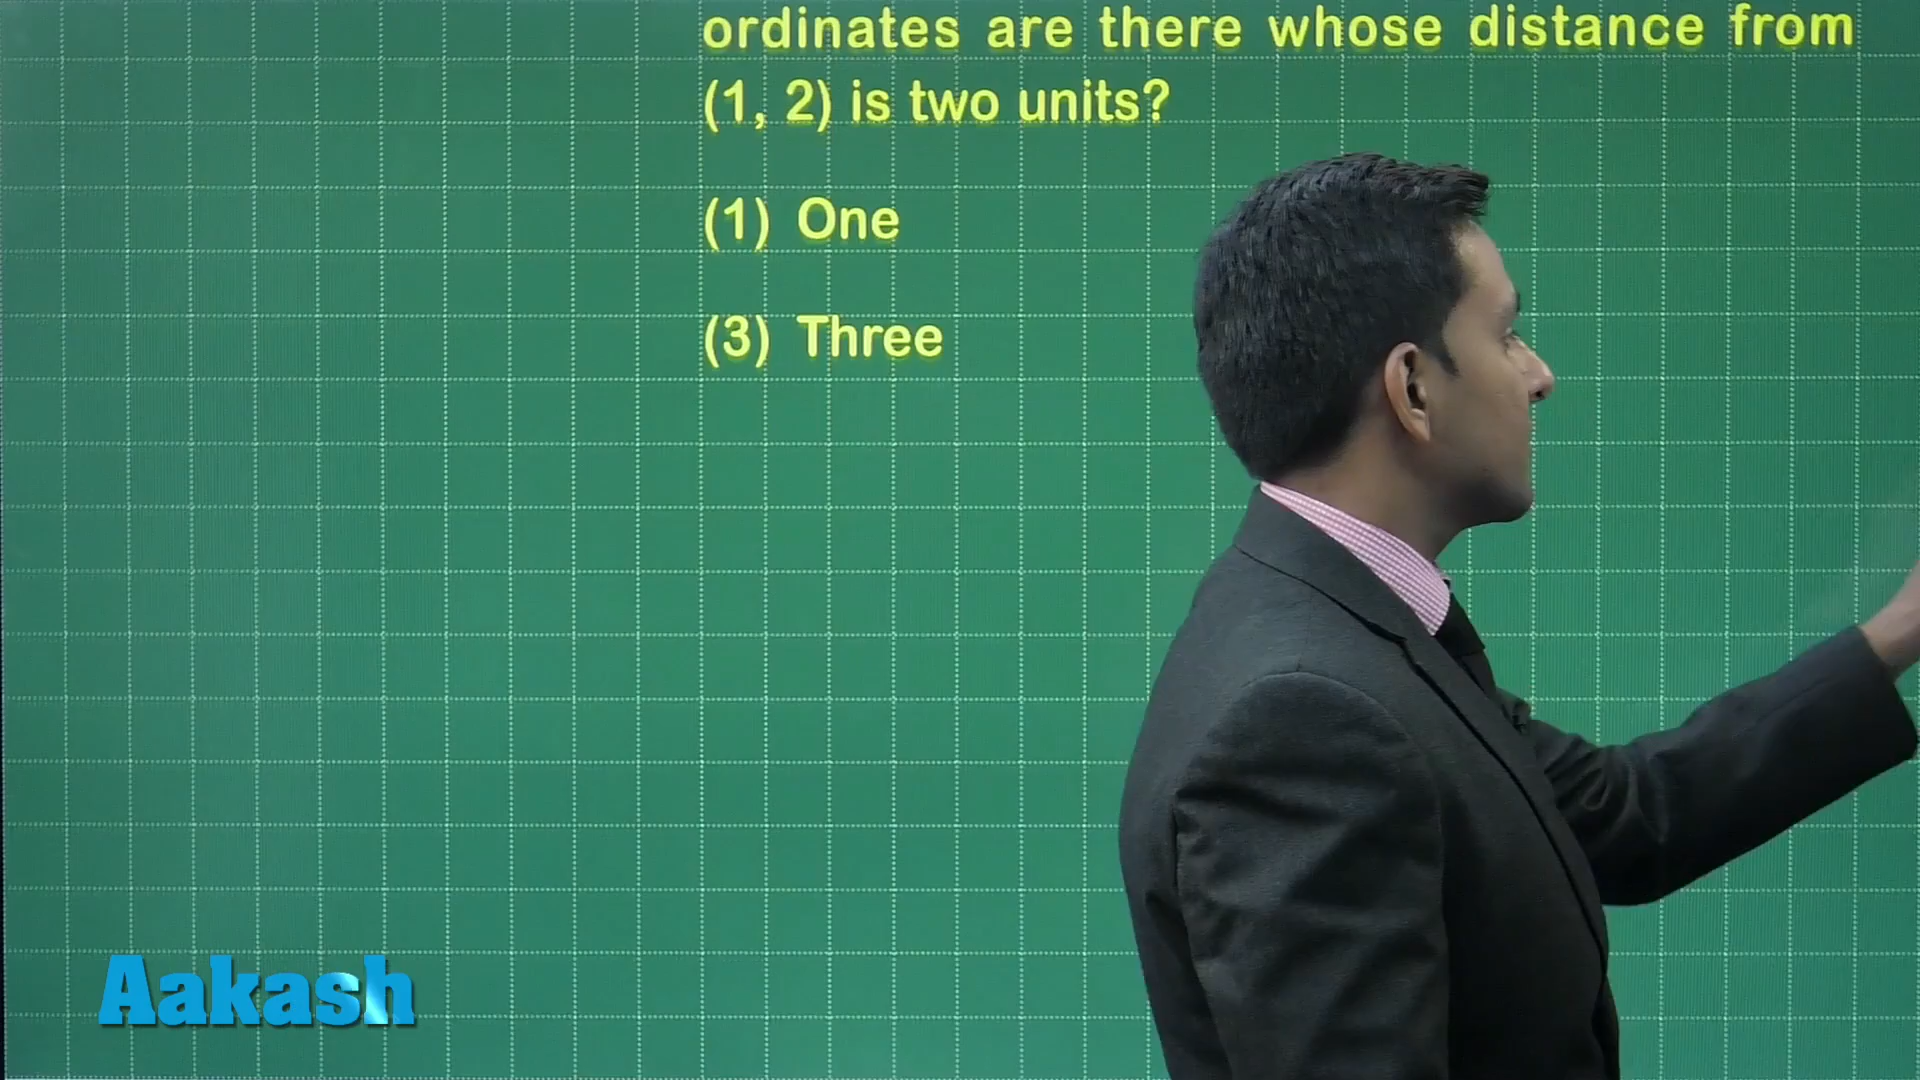 ordinates are there whose distance from
(1, 2) is two units?
(1) One
(3) Three
Aakash